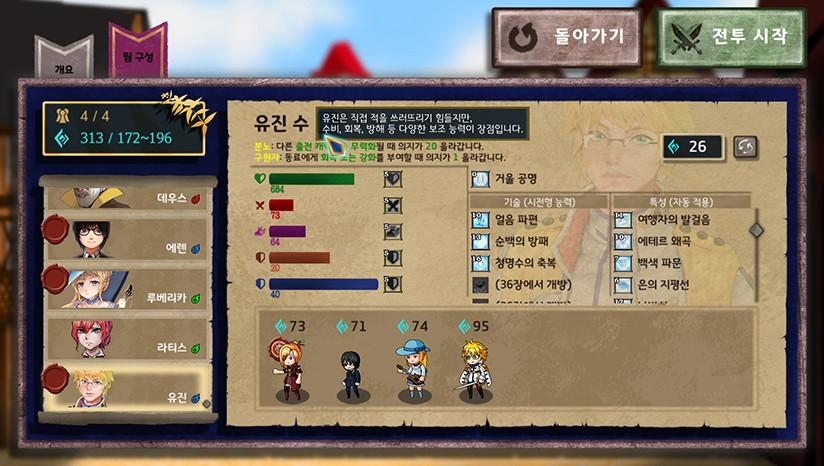 개요
팀 구성
돌아가기
전투 시작
4 / 4
313 / 172~196
데우스
에렌
루베리카
라티스
유진
유진 수
유진은 직접 적을 쓰러뜨리기 힘들지만,
수비, 회복, 방해 등 다양한 보조 능력이 장점입니다.
분노: 다른 출전 무력화될 때 의지가 20 올라갑니다.
구원자: 동료에게 회복 또는 강화를 부여할 때 의지가 1 올라갑니다.
26
684
73
64
20
40
거울 공명
기술 (시전형 능력)
특성 (자동 적용)
얼음 파편
여행자의 발걸음
순백의 방패
에테르 왜곡
청명수의 축복
백색 파문
(36장에서 개방)
은의 지평선
73
71
74
95